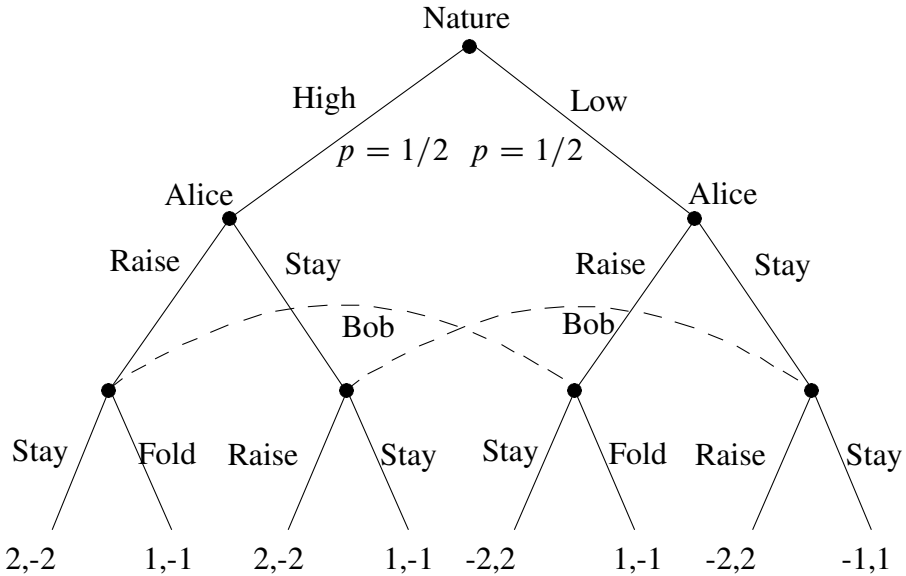 Nature
High
Low
p = 1/2 p = 1/2
Alice
Alice
Raise
Stay
Raise
Stay
Bob
Bob
Stay
Fold
Raise
Stay
Stay
Fold
Raise
Stay
2,-2
1,-1
2,-2
1,-1
-2,2
1,-1
-2,2
-1,1